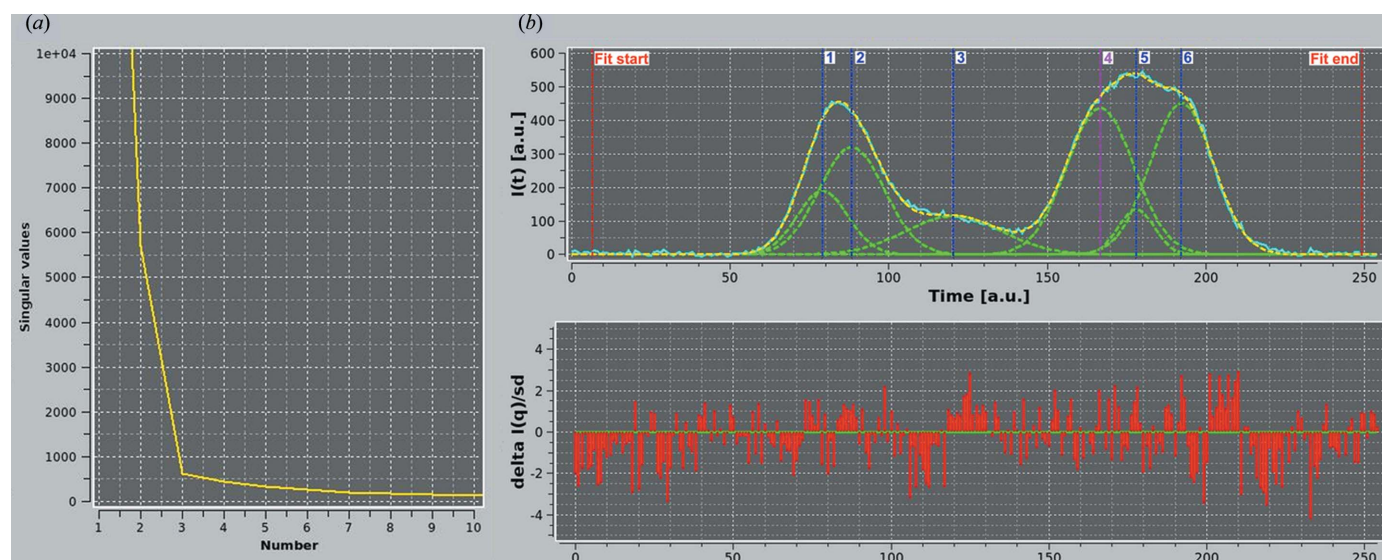 (a)
1e+04
9000
8000
7000
6000
5000
4000
3000
2000
1000
0
Singular values
1 2 3 4 5 6 7 8 9 10
Number
(b)
600
500
400
300
200
100
0
I(t) [a.u.]
Fit start 1 2 3 4 5 6 Fit end
0 50 100 150 200 250
Time [a.u.]
4
2
0
-2
-4
delta I(q)/sd
0 50 100 150 200 250